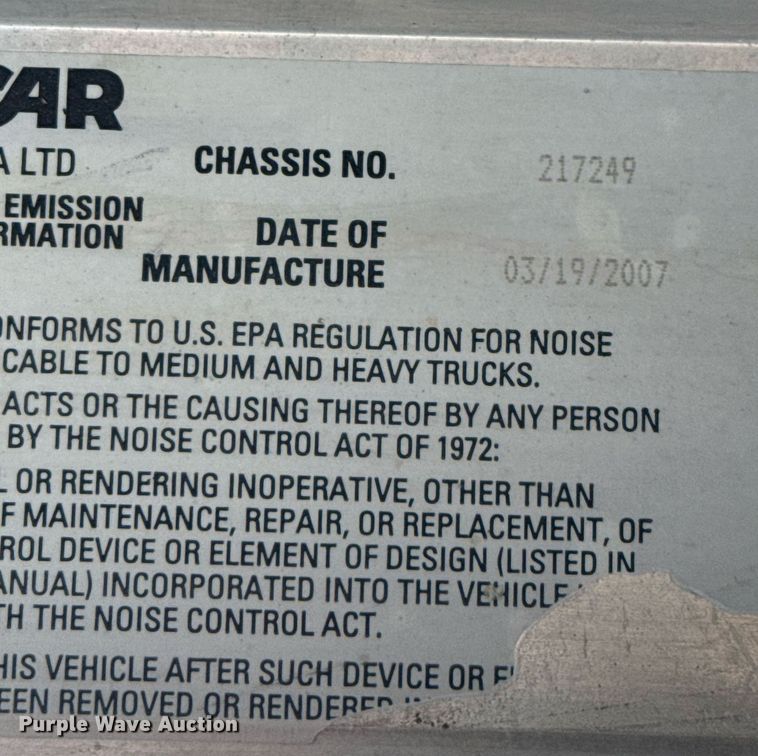 CAR
A LTD CHASSIS NO. 217249
EMISSION
RMATION DATE OF
MANUFACTURE 03/19/2007
ONFORMS TO U.S. EPA REGULATION FOR NOISE
CABLE TO MEDIUM AND HEAVY TRUCKS.
ACTS OR THE CAUSING THEREOF BY ANY PERSON
BY THE NOISE CONTROL ACT OF 1972:
L OR RENDERING INOPERATIVE, OTHER THAN
F MAINTENANCE, REPAIR, OR REPLACEMENT, OF
ROL DEVICE OR ELEMENT OF DESIGN (LISTED IN
ANUAL) INCORPORATED INTO THE VEHICLE
TH THE NOISE CONTROL ACT.
HIS VEHICLE AFTER SUCH DEVICE OR
EEN REMOVED OR RENDERED
Purple Wave Auction